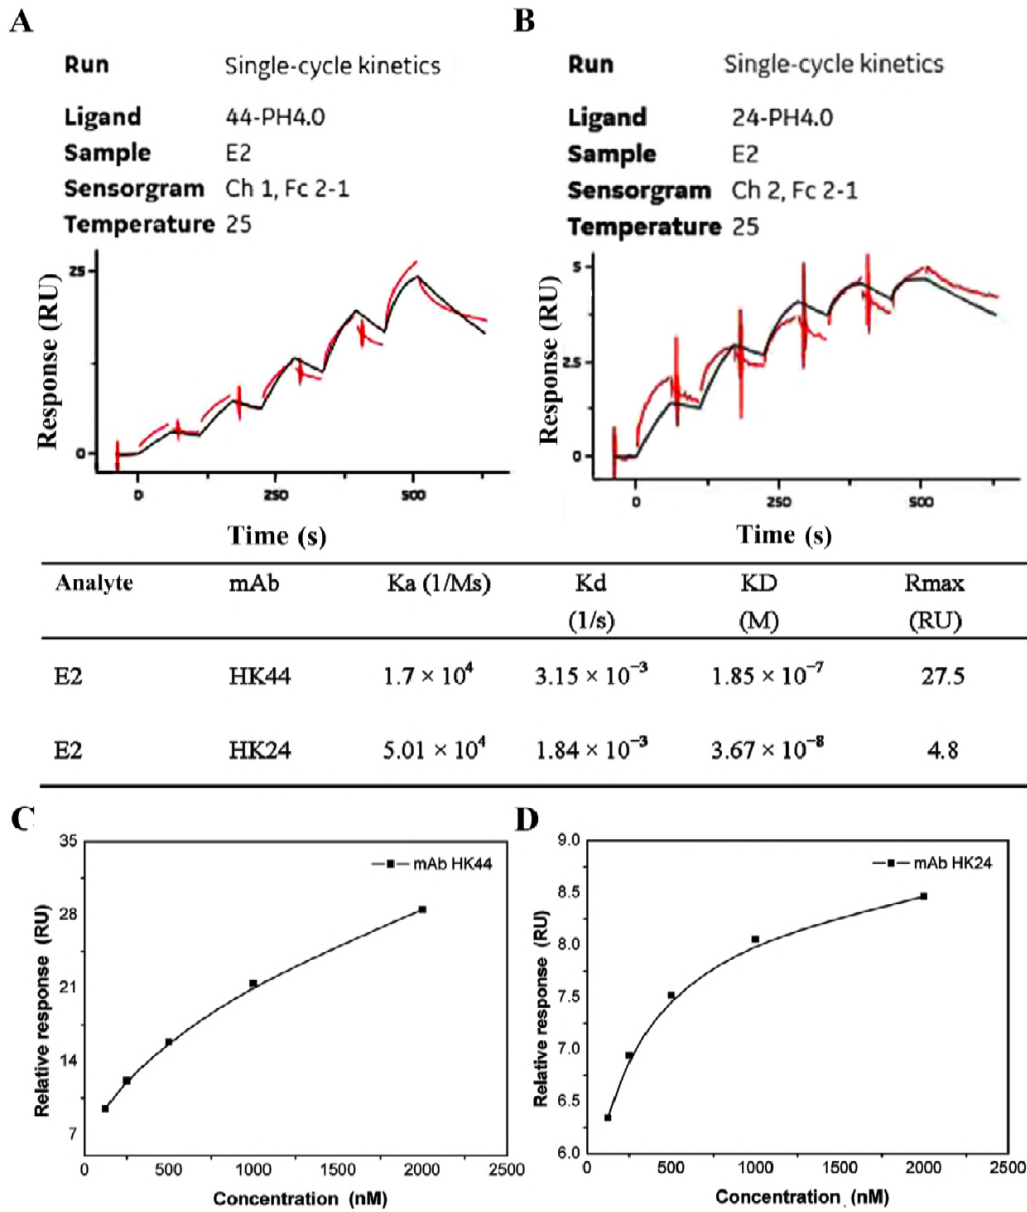 A
Run Single-cycle kinetics
Ligand 44-PH4.0
Sample E2
Sensorgram Ch 1, Fc 2-1
Temperature 25
Response (RU)
25
0
0 250 500
Time (s)
B
Run Single-cycle kinetics
Ligand 24-PH4.0
Sample E2
Sensorgram Ch 2, Fc 2-1
Temperature 25
Response (RU)
5
2.5
0
0 250 500
Time (s)
Analyte mAb Ka (1/Ms) Kd KD Rmax
(1/s) (M) (RU)
E2 HK44 1.7 × 10⁴ 3.15 × 10⁻³ 1.85 × 10⁻⁷ 27.5
E2 HK24 5.01 × 10⁴ 1.84 × 10⁻³ 3.67 × 10⁻⁸ 4.8
C
35
28
21
14
7
Relative response (RU)
mAb HK44
0 500 1000 1500 2000 2500
Concentration (nM)
D
9.0
8.5
8.0
7.5
7.0
6.5
6.0
Relative response (RU)
mAb HK24
0 500 1000 1500 2000 2500
Concentration (nM)